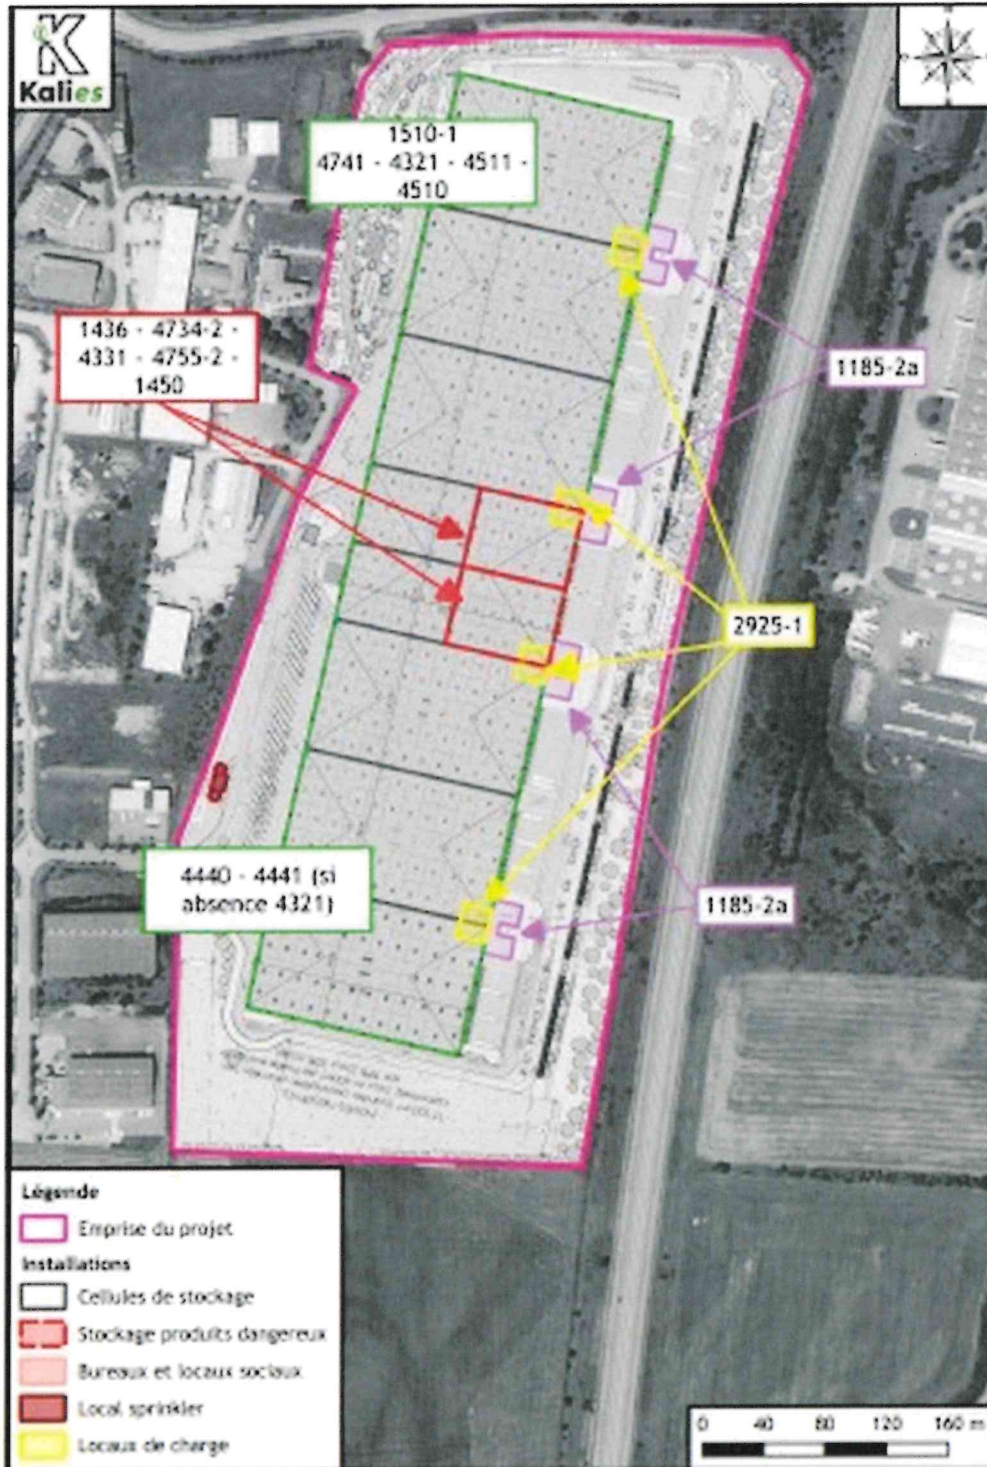 Kalies
1510-1
4741 - 4321 - 4511 -
4510
1436 - 4734-2 -
4331 - 4755-2 -
1450
1185-2a
2925-1
4440 - 4441 (si
absence 4321)
1185-2a
Légende
Emprise du projet
Installations
Cellules de stockage
Stockage produits dangereux
Bureaux et locaux sociaux
Local sprinkler
Locaux de charge
0 40 80 120 160 m